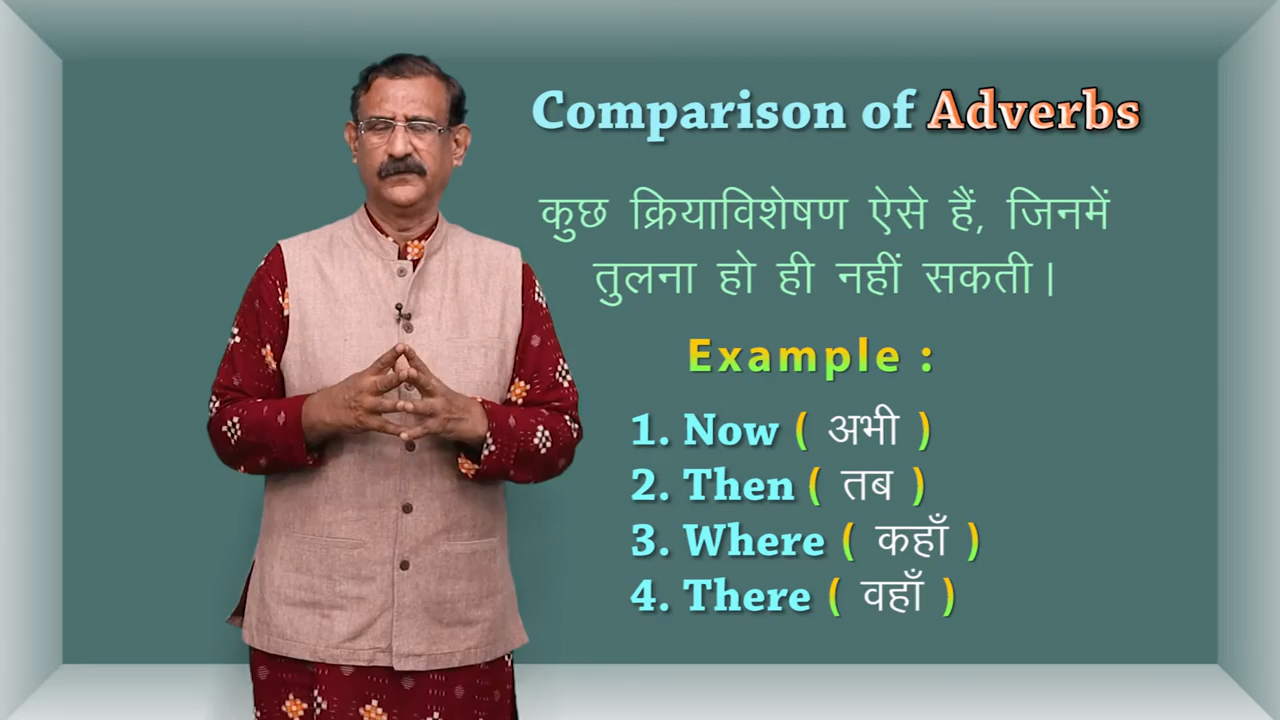 Comparison of Adverbs
कुछ क्रियाविशेषण ऐसे हैं, जिनमें
तुलना हो ही नहीं सकती |
Example :
1. Now ( अभी )
2. Then ( तब )
3. Where ( कहाँ )
4. There ( वहाँ )